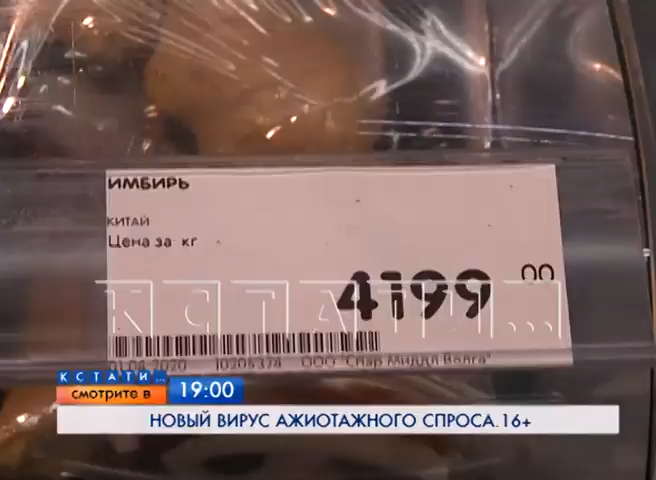 ИМБИРЬ
КИТАЙ
Цена за кг
4199 00
КСТАТИ...
01.04.2020 10205374 ООО "Спар Миддл Волга"
КСТАТИ...
смотрите в 19:00
НОВЫЙ ВИРУС АЖИОТАЖНОГО СПРОСА.16+